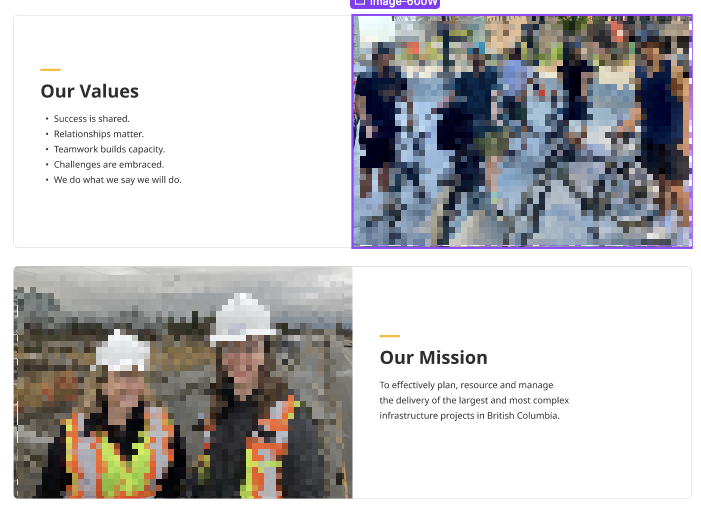 Image-600W
Our Values
• Success is shared.
• Relationships matter.
• Teamwork builds capacity.
• Challenges are embraced.
• We do what we say we will do.
Our Mission
To effectively plan, resource and manage
the delivery of the largest and most complex
infrastructure projects in British Columbia.